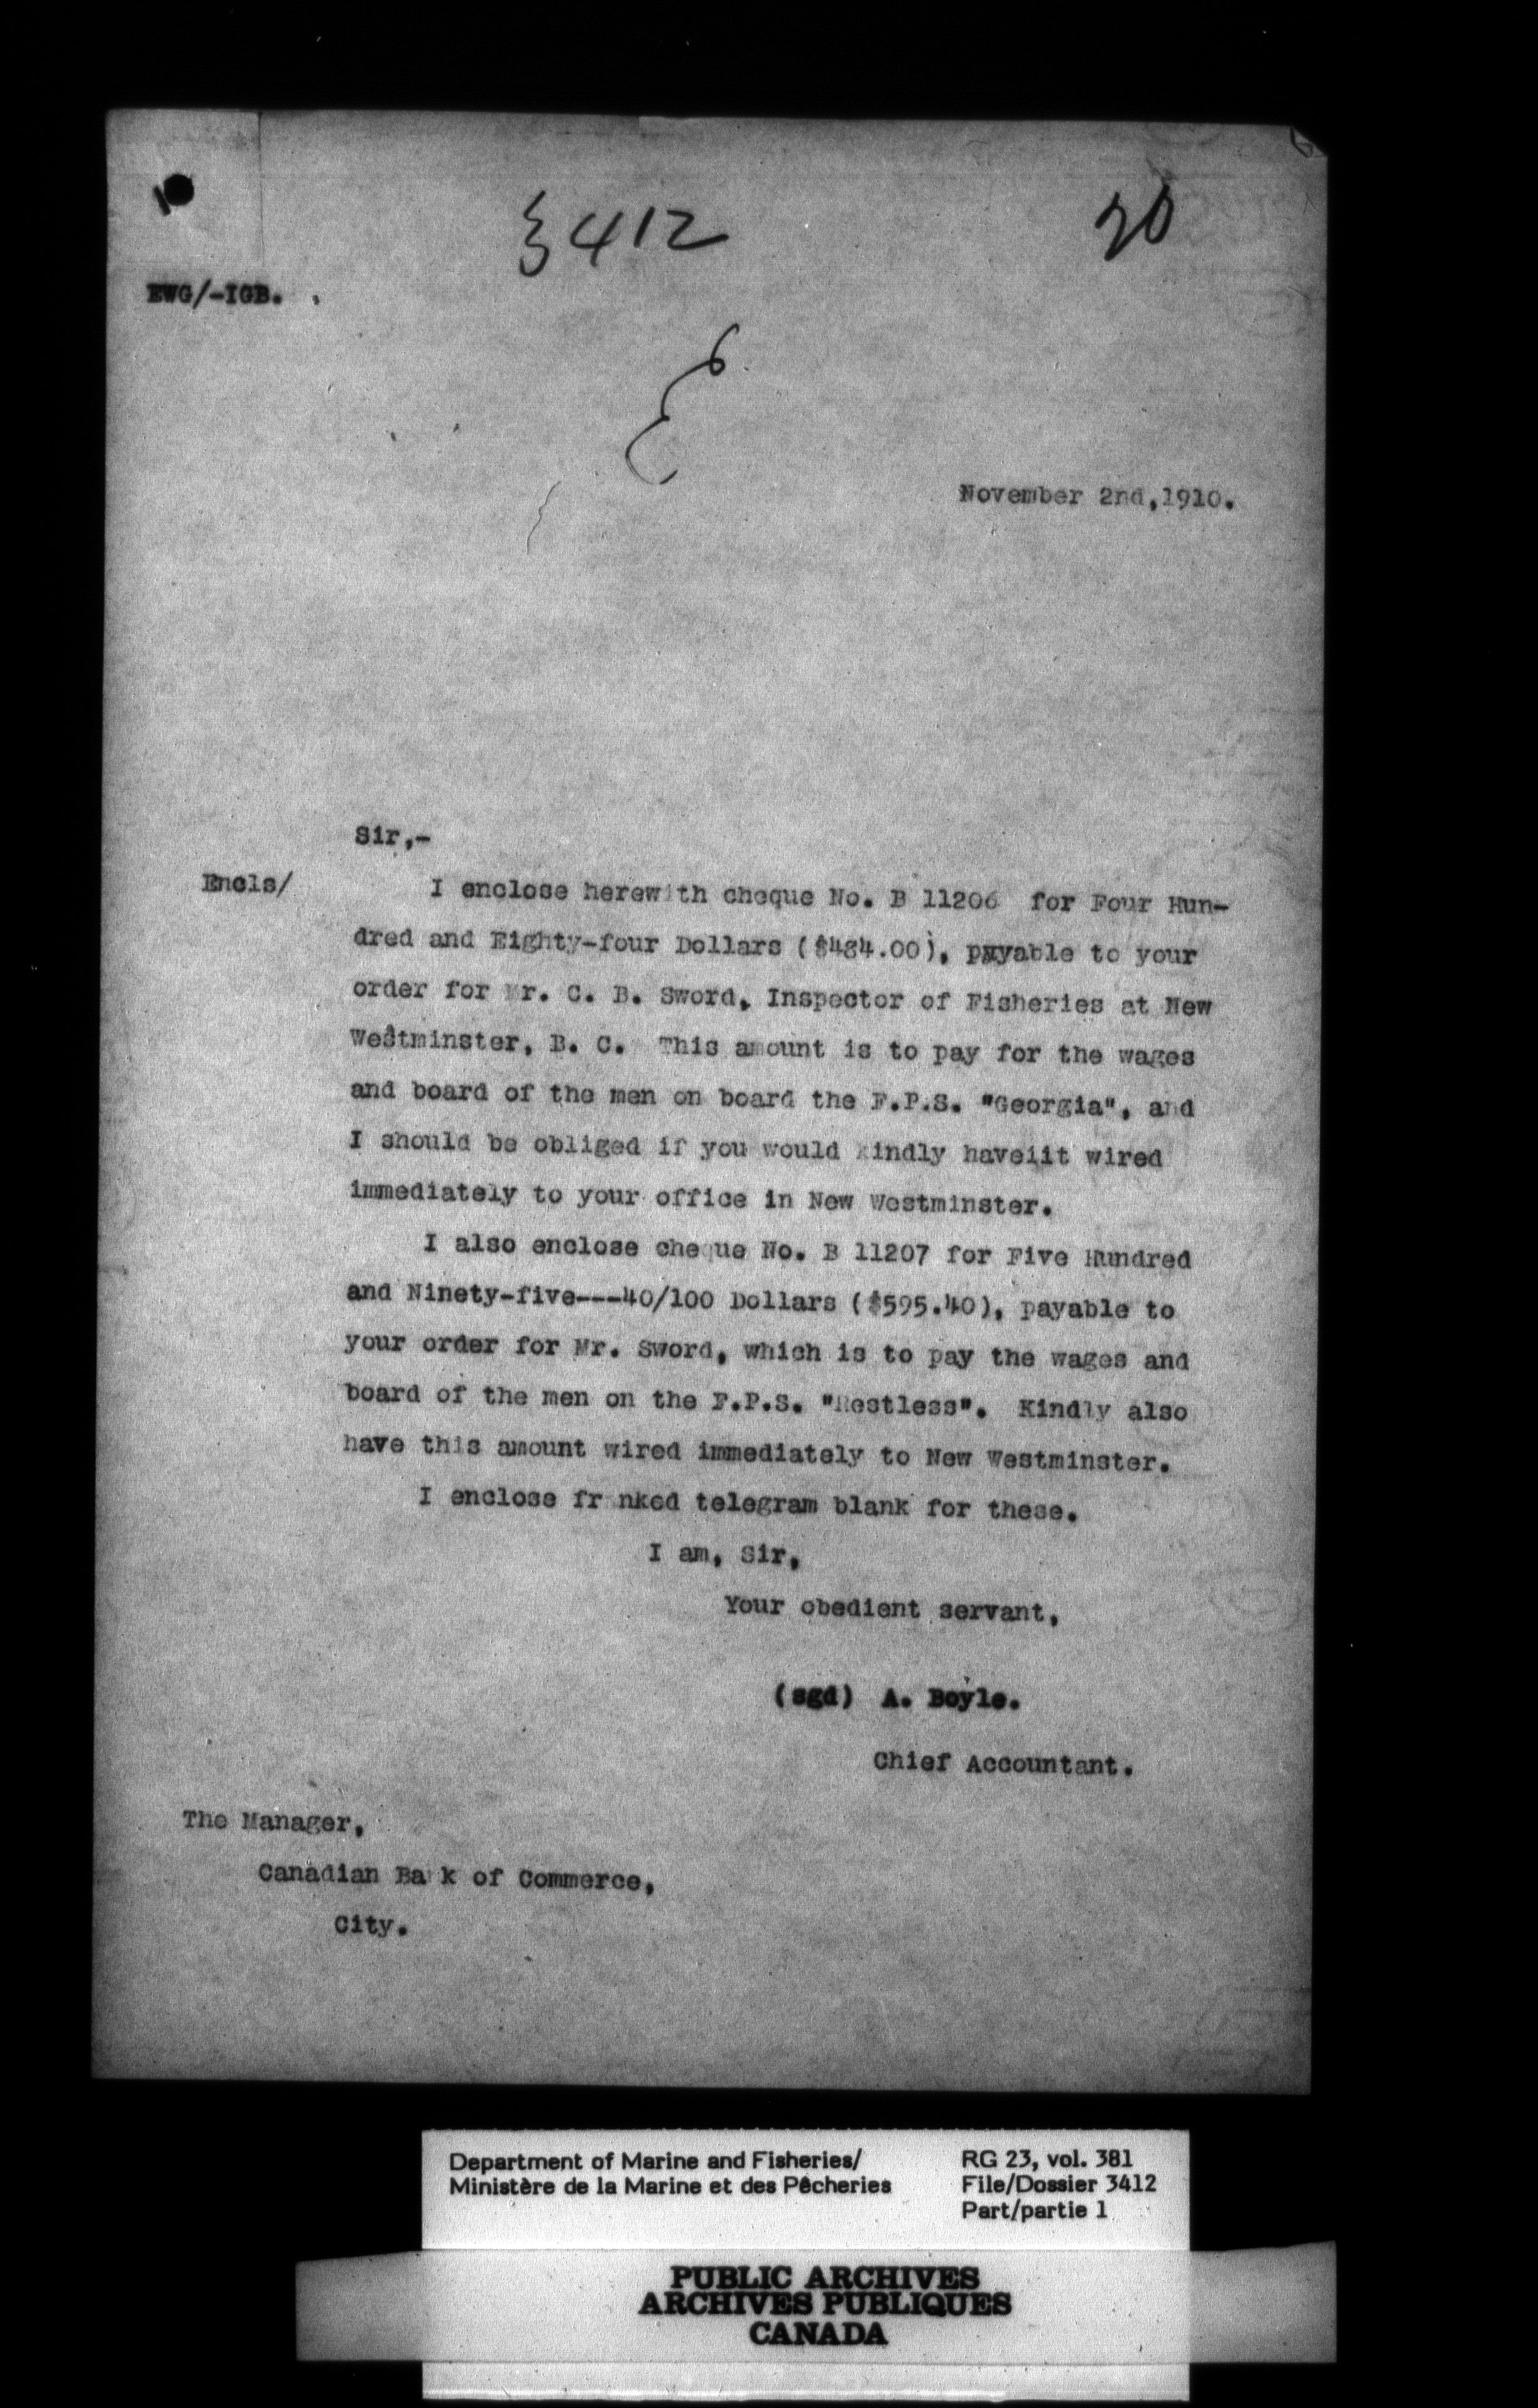 3412
20
EWG/-IGB.
November 2nd,1910.
Sir,-
Encls/ I enclose herewith cheque No. B 11206 for Four Hun-
dred and Eighty-four Dollars ($484.00), payable to your
order for Mr. C. B. Sword, Inspector of Fisheries at New
Westminster, B. C. This amount is to pay for the wages
and board of the men on board the F.P.S. "Georgia", and
I should be obliged if you would kindly haveiit wired
immediately to your office in New Westminster.
I also enclose cheque No. B 11207 for Five Hundred
and Ninety-five---40/100 Dollars ($595.40), payable to
your order for Mr. Sword, which is to pay the wages and
board of the men on the F.P.S. "Restless". Kindly also
have this amount wired immediately to New Westminster.
I enclose franked telegram blank for these.
I am, Sir,
Your obedient servant,
(sgd) A. Boyle.
Chief Accountant.
The Manager,
Canadian Bank of Commerce,
City.
Department of Marine and Fisheries/ RG 23, vol. 381
Ministère de la Marine et des Pêcheries File/Dossier 3412
Part/partie 1
PUBLIC ARCHIVES
ARCHIVES PUBLIQUES
CANADA